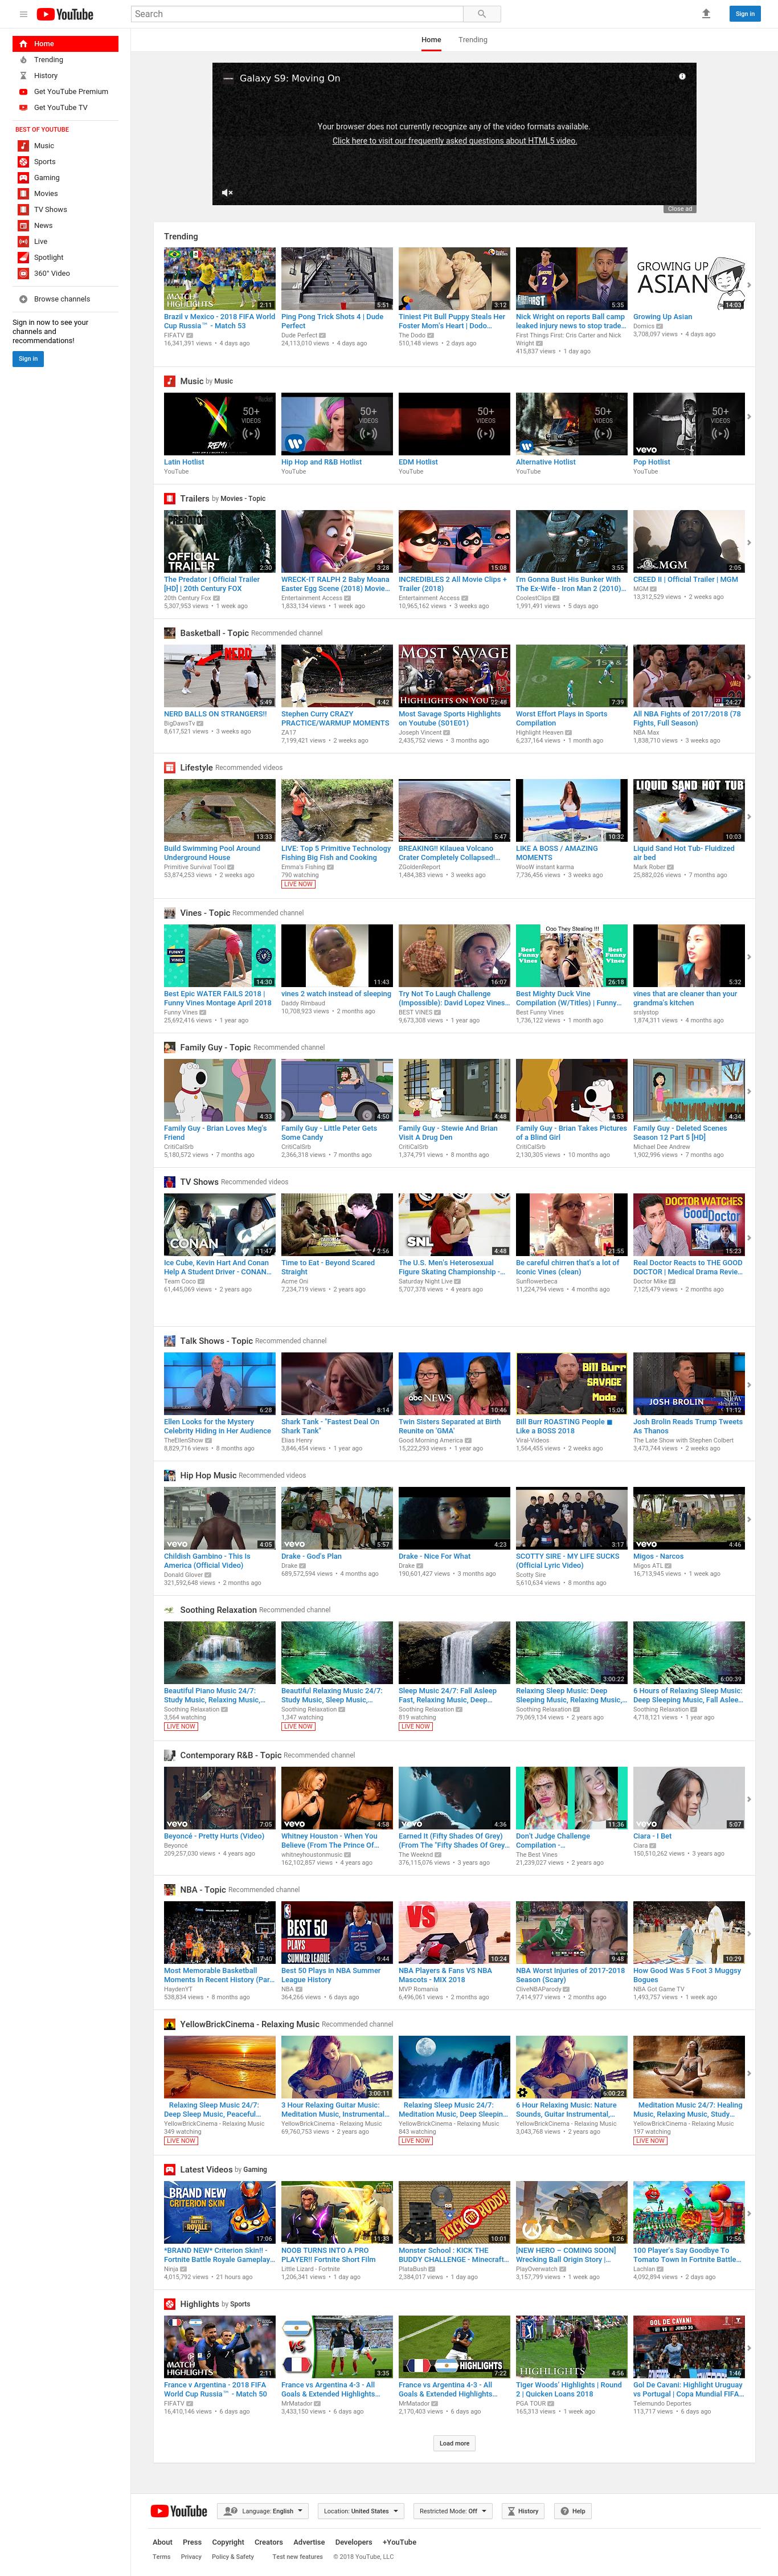 YouTube
Search
Sign in
Home
Trending
History
Get YouTube Premium
Get YouTube TV
BEST OF YOUTUBE
Music
Sports
Gaming
Movies
TV Shows
News
Live
Spotlight
360° Video
Browse channels
Sign in now to see your
channels and
recommendations!
Sign in
Home Trending
Galaxy S9: Moving On
Your browser does not currently recognize any of the video formats available.
Click here to visit our frequently asked questions about HTML5 video.
Close ad
Trending
Brazil v Mexico - 2018 FIFA World
Cup Russia™ - Match 53
FIFATV
16,341,391 views • 4 days ago
Ping Pong Trick Shots 4 | Dude
Perfect
Dude Perfect
24,113,010 views • 4 days ago
Tiniest Pit Bull Puppy Steals Her
Foster Mom's Heart | Dodo...
The Dodo
510,148 views • 2 days ago
Nick Wright on reports Ball camp
leaked injury news to stop trade...
First Things First: Cris Carter and Nick
Wright
415,837 views • 1 day ago
Growing Up Asian
Domics
3,708,097 views • 4 days ago
Music by Music
Latin Hotlist
YouTube
Hip Hop and R&B Hotlist
YouTube
EDM Hotlist
YouTube
Alternative Hotlist
YouTube
Pop Hotlist
YouTube
Trailers by Movies - Topic
The Predator | Official Trailer
[HD] | 20th Century FOX
20th Century Fox
5,307,953 views • 1 week ago
WRECK-IT RALPH 2 Baby Moana
Easter Egg Scene (2018) Movie...
Entertainment Access
1,833,134 views • 1 week ago
INCREDIBLES 2 All Movie Clips +
Trailer (2018)
Entertainment Access
10,965,162 views • 3 weeks ago
I'm Gonna Bust His Bunker With
The Ex-Wife - Iron Man 2 (2010)...
CoolestClips
1,991,491 views • 5 days ago
CREED II | Official Trailer | MGM
MGM
13,312,529 views • 2 weeks ago
Basketball - Topic Recommended channel
NERD BALLS ON STRANGERS!!
BigDawsTv
8,617,521 views • 3 weeks ago
Stephen Curry CRAZY
PRACTICE/WARMUP MOMENTS
ZA17
7,199,421 views • 2 weeks ago
Most Savage Sports Highlights
on Youtube (S01E01)
Joseph Vincent
2,435,752 views • 3 months ago
Worst Effort Plays in Sports
Compilation
Highlight Heaven
6,237,164 views • 1 month ago
All NBA Fights of 2017/2018 (78
Fights, Full Season)
NBA Max
1,838,710 views • 3 weeks ago
Lifestyle Recommended videos
Build Swimming Pool Around
Underground House
Primitive Survival Tool
53,874,253 views • 2 weeks ago
LIVE: Top 5 Primitive Technology
Fishing Big Fish and Cooking
Emma's Fishing
790 watching
LIVE NOW
BREAKING!! Kilauea Volcano
Crater Completely Collapsed!...
ZGoldenReport
1,484,383 views • 3 weeks ago
LIKE A BOSS / AMAZING
MOMENTS
WooW instant karma
7,736,456 views • 3 weeks ago
Liquid Sand Hot Tub- Fluidized
air bed
Mark Rober
25,882,026 views • 7 months ago
Vines - Topic Recommended channel
Best Epic WATER FAILS 2018 |
Funny Vines Montage April 2018
Funny Vines
25,692,416 views • 1 year ago
vines 2 watch instead of sleeping
Daddy Rimbaud
10,708,923 views • 2 months ago
Try Not To Laugh Challenge
(Impossible): David Lopez Vines...
BEST VINES
9,673,308 views • 1 year ago
Best Mighty Duck Vine
Compilation (W/Titles) | Funny...
Best Funny Vines
1,736,122 views • 1 month ago
vines that are cleaner than your
grandma's kitchen
srslystop
1,874,311 views • 4 months ago
Family Guy - Topic Recommended channel
Family Guy - Brian Loves Meg's
Friend
CritiCalSrb
5,180,572 views • 7 months ago
Family Guy - Little Peter Gets
Some Candy
CritiCalSrb
2,366,318 views • 7 months ago
Family Guy - Stewie And Brian
Visit A Drug Den
CritiCalSrb
1,374,791 views • 8 months ago
Family Guy - Brian Takes Pictures
of a Blind Girl
CritiCalSrb
2,130,305 views • 10 months ago
Family Guy - Deleted Scenes
Season 12 Part 5 [HD]
Michael Dee Andrew
1,902,996 views • 7 months ago
TV Shows Recommended videos
Ice Cube, Kevin Hart And Conan
Help A Student Driver - CONAN...
Team Coco
61,445,069 views • 2 years ago
Time to Eat - Beyond Scared
Straight
Acme Oni
7,234,719 views • 2 years ago
The U.S. Men's Heterosexual
Figure Skating Championship -...
Saturday Night Live
5,707,378 views • 4 years ago
Be careful chirren that's a lot of
Iconic Vines (clean)
Sunflowerbeca
11,224,794 views • 4 months ago
Real Doctor Reacts to THE GOOD
DOCTOR | Medical Drama Revie...
Doctor Mike
7,125,479 views • 2 months ago
Talk Shows - Topic Recommended channel
Ellen Looks for the Mystery
Celebrity Hiding in Her Audience
TheEllenShow
8,829,716 views • 8 months ago
Shark Tank - "Fastest Deal On
Shark Tank"
Elias Henry
3,846,454 views • 1 year ago
Twin Sisters Separated at Birth
Reunite on 'GMA'
Good Morning America
15,222,293 views • 1 year ago
Bill Burr ROASTING People ◼
Like a BOSS 2018
Viral-Videos
1,564,455 views • 2 weeks ago
Josh Brolin Reads Trump Tweets
As Thanos
The Late Show with Stephen Colbert
3,473,744 views • 2 weeks ago
Hip Hop Music Recommended videos
Childish Gambino - This Is
America (Official Video)
Donald Glover
321,592,648 views • 2 months ago
Drake - God's Plan
Drake
689,572,594 views • 4 months ago
Drake - Nice For What
Drake
190,601,427 views • 3 months ago
SCOTTY SIRE - MY LIFE SUCKS
(Official Lyric Video)
Scotty Sire
5,610,634 views • 8 months ago
Migos - Narcos
Migos ATL
16,713,945 views • 1 week ago
Soothing Relaxation Recommended channel
Beautiful Piano Music 24/7:
Study Music, Relaxing Music,...
Soothing Relaxation
3,564 watching
LIVE NOW
Beautiful Relaxing Music 24/7:
Study Music, Sleep Music,...
Soothing Relaxation
1,347 watching
LIVE NOW
Sleep Music 24/7: Fall Asleep
Fast, Relaxing Music, Deep...
Soothing Relaxation
819 watching
LIVE NOW
Relaxing Sleep Music: Deep
Sleeping Music, Relaxing Music,...
Soothing Relaxation
79,069,134 views • 2 years ago
6 Hours of Relaxing Sleep Music:
Deep Sleeping Music, Fall Aslee...
Soothing Relaxation
4,718,121 views • 1 year ago
Contemporary R&B - Topic Recommended channel
Beyoncé - Pretty Hurts (Video)
Beyoncé
209,257,030 views • 4 years ago
Whitney Houston - When You
Believe (From The Prince Of...
whitneyhoustonmusic
162,102,857 views • 4 years ago
Earned It (Fifty Shades Of Grey)
(From The "Fifty Shades Of Grey...
The Weeknd
376,115,076 views • 3 years ago
Don't Judge Challenge
Compilation -...
The Best Vines
21,239,027 views • 2 years ago
Ciara - I Bet
Ciara
150,510,262 views • 3 years ago
NBA - Topic Recommended channel
Most Memorable Basketball
Moments In Recent History (Par...
HaydenYT
538,834 views • 8 months ago
Best 50 Plays in NBA Summer
League History
NBA
364,266 views • 6 days ago
NBA Players & Fans VS NBA
Mascots - MIX 2018
MVP Romania
6,496,061 views • 2 months ago
NBA Worst Injuries of 2017-2018
Season (Scary)
CliveNBAParody
7,414,977 views • 2 months ago
How Good Was 5 Foot 3 Muggsy
Bogues
NBA Got Game TV
1,493,757 views • 1 week ago
YellowBrickCinema - Relaxing Music Recommended channel
Relaxing Sleep Music 24/7:
Deep Sleep Music, Peaceful...
YellowBrickCinema - Relaxing Music
349 watching
LIVE NOW
3 Hour Relaxing Guitar Music:
Meditation Music, Instrumental...
YellowBrickCinema - Relaxing Music
69,760,753 views • 2 years ago
Relaxing Sleep Music 24/7:
Meditation Music, Deep Sleepin...
YellowBrickCinema - Relaxing Music
843 watching
LIVE NOW
6 Hour Relaxing Music: Nature
Sounds, Guitar Instrumental,...
YellowBrickCinema - Relaxing Music
3,043,768 views • 2 years ago
Meditation Music 24/7: Healing
Music, Relaxing Music, Study...
YellowBrickCinema - Relaxing Music
197 watching
LIVE NOW
Latest Videos by Gaming
*BRAND NEW* Criterion Skin!! -
Fortnite Battle Royale Gameplay...
Ninja
4,015,792 views • 21 hours ago
NOOB TURNS INTO A PRO
PLAYER!! Fortnite Short Film
Little Lizard - Fortnite
1,206,341 views • 1 day ago
Monster School : KICK THE
BUDDY CHALLENGE - Minecraft...
PlataBush
2,384,017 views • 1 day ago
[NEW HERO – COMING SOON]
Wrecking Ball Origin Story |...
PlayOverwatch
3,157,799 views • 1 week ago
100 Player's Say Goodbye To
Tomato Town In Fortnite Battle...
Lachlan
4,092,894 views • 2 days ago
Highlights by Sports
France v Argentina - 2018 FIFA
World Cup Russia™ - Match 50
FIFATV
16,410,146 views • 6 days ago
France vs Argentina 4-3 - All
Goals & Extended Highlights...
MrMatador
3,433,150 views • 6 days ago
France vs Argentina 4-3 - All
Goals & Extended Highlights...
MrMatador
2,170,403 views • 6 days ago
Tiger Woods' Highlights | Round
2 | Quicken Loans 2018
PGA TOUR
165,313 views • 1 week ago
Gol De Cavani: Highlight Uruguay
vs Portugal | Copa Mundial FIFA...
Telemundo Deportes
113,717 views • 6 days ago
Load more
YouTube
Language: English
Location: United States
Restricted Mode: Off
History
Help
About Press Copyright Creators Advertise Developers +YouTube
Terms Privacy Policy & Safety Test new features © 2018 YouTube, LLC